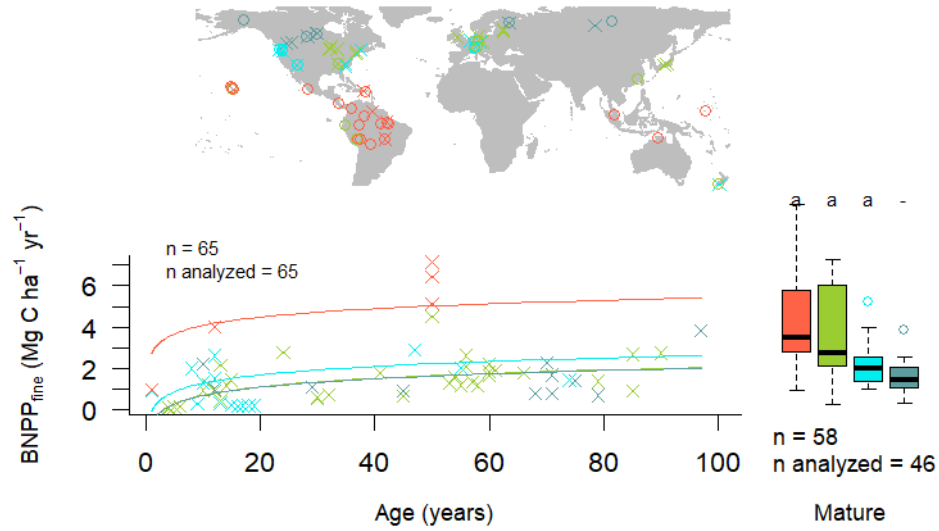 a a a -
n = 65
n analyzed = 65
BNPP_fine (Mg C ha⁻¹ yr⁻¹)
6
4
2
0
0 20 40 60 80 100
Age (years)
n = 58
n analyzed = 46
Mature